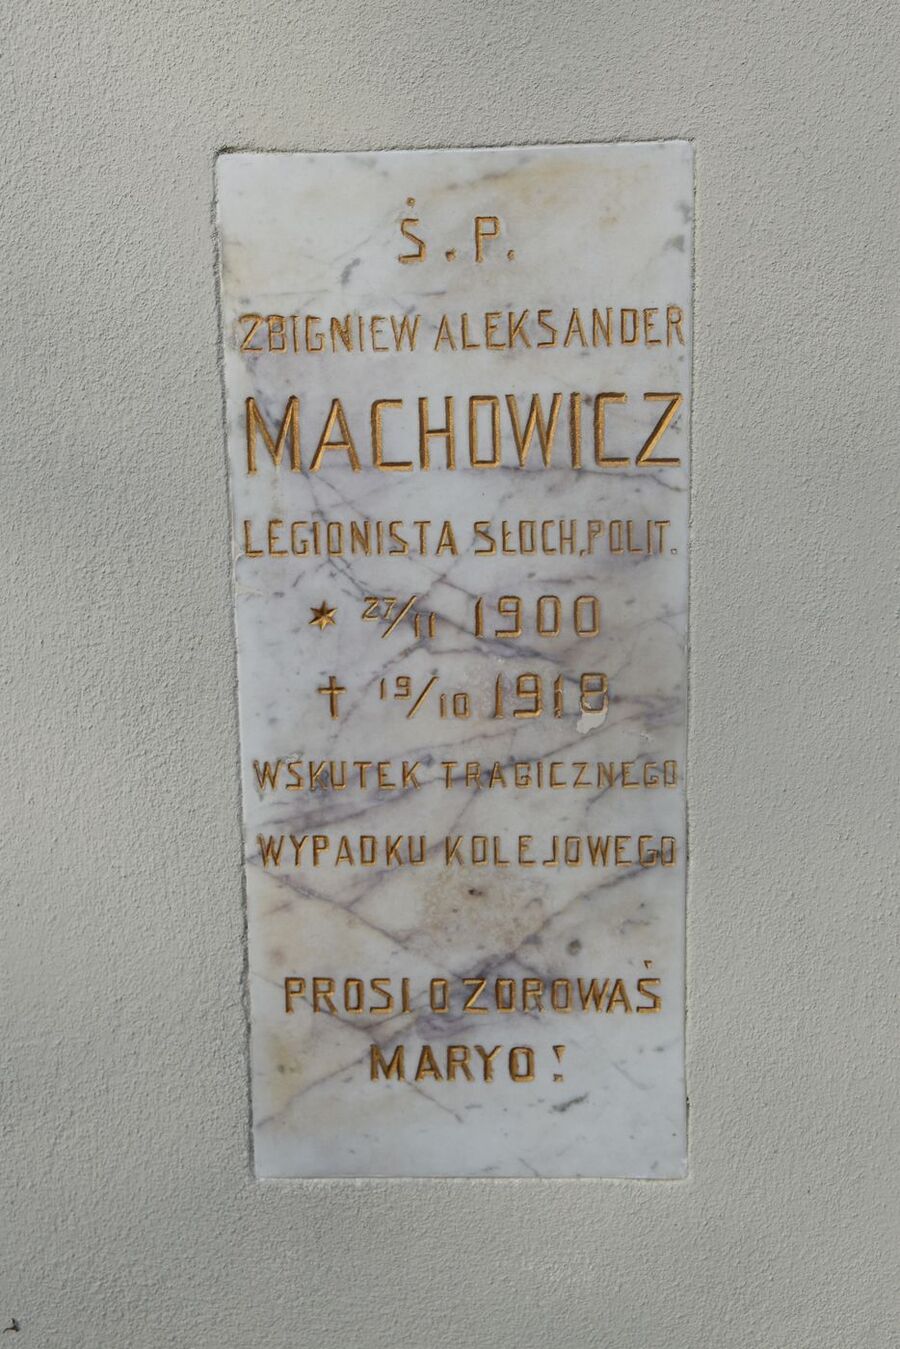 Ś. P.
ZBIGNIEW ALEKSANDER
MACHOWICZ
LEGIONISTA SŁOCH,POLIT.
* 27/11 1900
† 19/10 1918
WSKUTEK TRAGICZNEGO
WYPADKU KOLEJOWEGO
PROSI O ZDROWAŚ
MARYO!